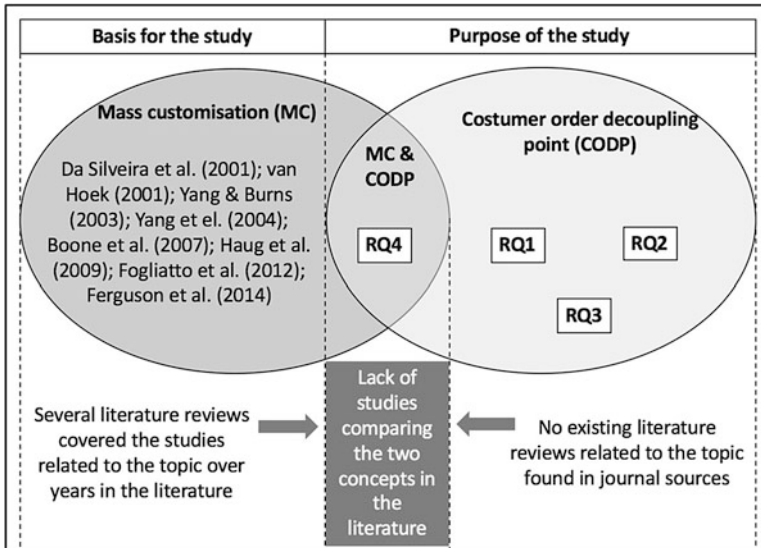 Basis for the study
Purpose of the study
Mass customisation (MC)
Da Silveira et al. (2001); van
Hoek (2001); Yang & Burns
(2003); Yang et el. (2004);
Boone et al. (2007); Haug et al.
(2009); Fogliatto et al. (2012);
Ferguson et al. (2014)
MC &
CODP
RQ4
Costumer order decoupling
point (CODP)
RQ1
RQ2
RQ3
Several literature reviews
covered the studies
related to the topic over
years in the literature
Lack of
studies
comparing
the two
concepts in
the
literature
No existing literature
reviews related to the topic
found in journal sources